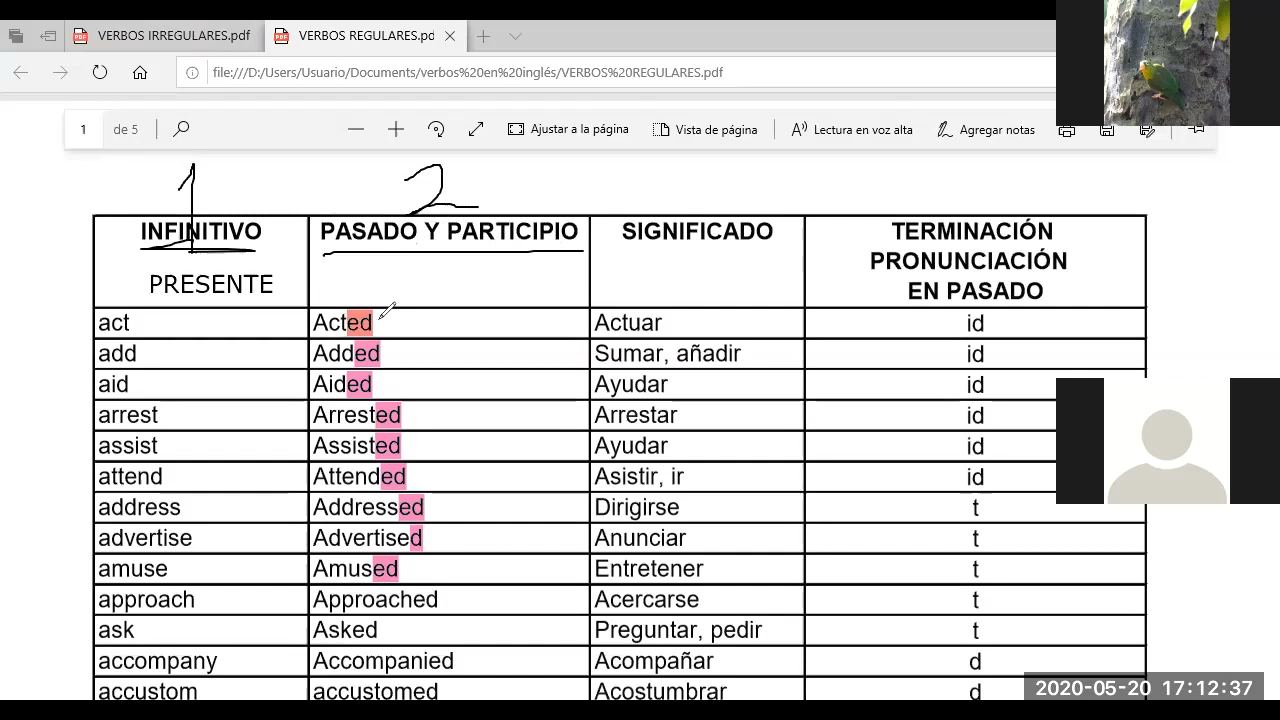 VERBOS IRREGULARES.pdf VERBOS REGULARES.pd
file:///D:/Users/Usuario/Documents/verbos%20en%20inglés/VERBOS%20REGULARES.pdf
1 de 5 Ajustar a la página Vista de página Lectura en voz alta Agregar notas
1 2
INFINITIVO PASADO Y PARTICIPIO SIGNIFICADO TERMINACIÓN
PRONUNCIACIÓN
PRESENTE EN PASADO
act Acted Actuar id
add Added Sumar, añadir id
aid Aided Ayudar id
arrest Arrested Arrestar id
assist Assisted Ayudar id
attend Attended Asistir, ir id
address Addressed Dirigirse t
advertise Advertised Anunciar t
amuse Amused Entretener t
approach Approached Acercarse t
ask Asked Preguntar, pedir t
accompany Accompanied Acompañar d
accustom accustomed Acostumbrar d
2020-05-20 17:12:37